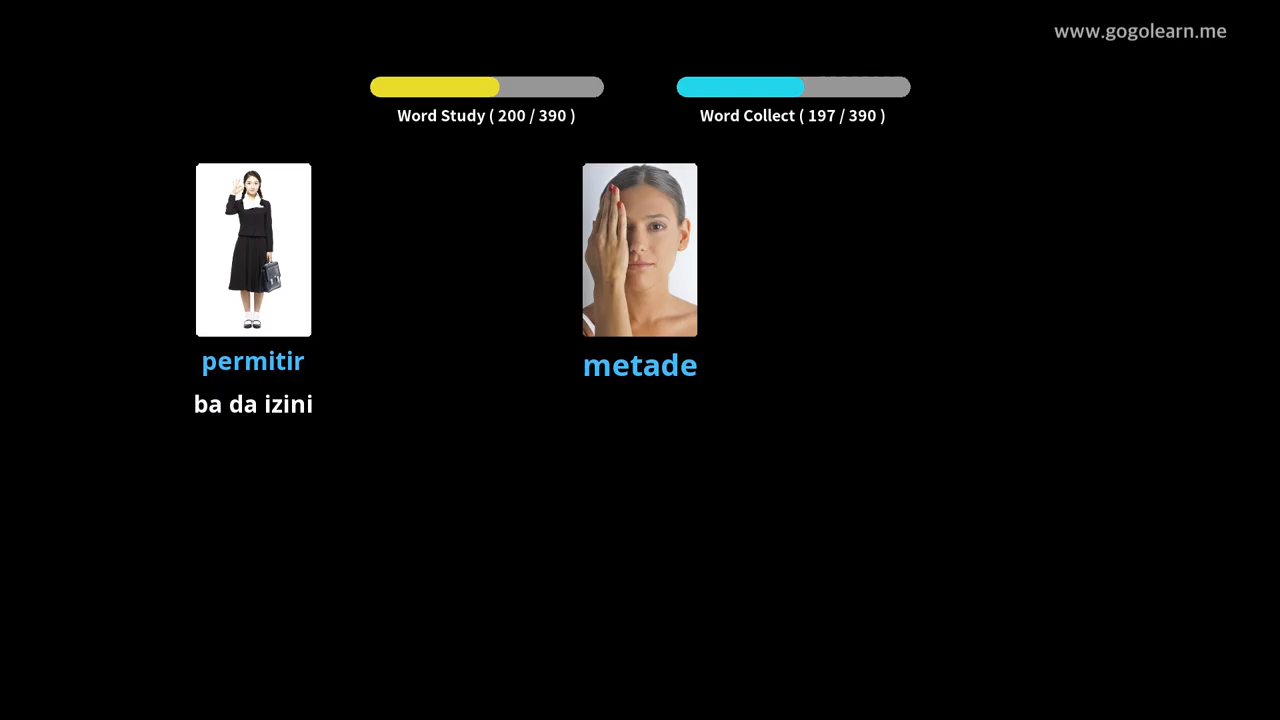 www.gogolearn.me
Word Study ( 200 / 390 )
Word Collect ( 197 / 390 )
permitir
metade
ba da izini